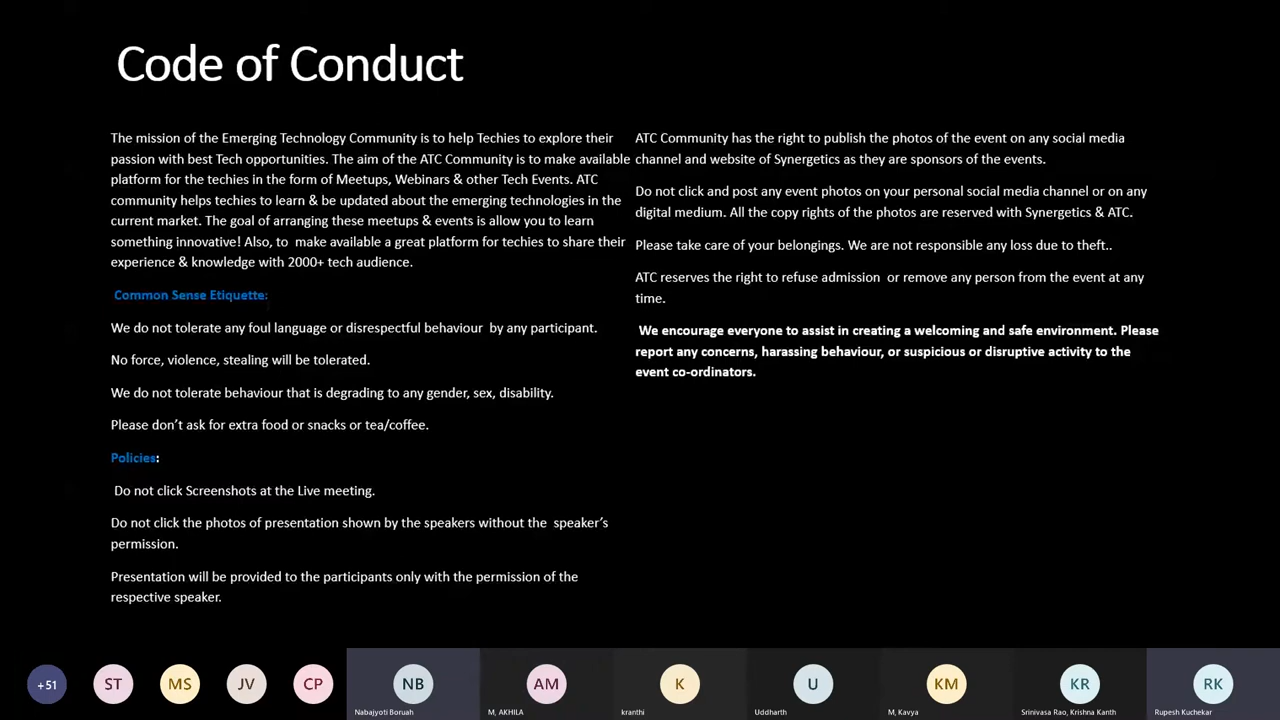 Code of Conduct
The mission of the Emerging Technology Community is to help Techies to explore their
passion with best Tech opportunities. The aim of the ATC Community is to make available
platform for the techies in the form of Meetups, Webinars & other Tech Events. ATC
community helps techies to learn & be updated about the emerging technologies in the
current market. The goal of arranging these meetups & events is allow you to learn
something innovative! Also, to make available a great platform for techies to share their
experience & knowledge with 2000+ tech audience.
Common Sense Etiquette:
We do not tolerate any foul language or disrespectful behaviour by any participant.
No force, violence, stealing will be tolerated.
We do not tolerate behaviour that is degrading to any gender, sex, disability.
Please don't ask for extra food or snacks or tea/coffee.
Policies:
Do not click Screenshots at the Live meeting.
Do not click the photos of presentation shown by the speakers without the speaker's
permission.
Presentation will be provided to the participants only with the permission of the
respective speaker.
ATC Community has the right to publish the photos of the event on any social media
channel and website of Synergetics as they are sponsors of the events.
Do not click and post any event photos on your personal social media channel or on any
digital medium. All the copy rights of the photos are reserved with Synergetics & ATC.
Please take care of your belongings. We are not responsible any loss due to theft..
ATC reserves the right to refuse admission or remove any person from the event at any
time.
We encourage everyone to assist in creating a welcoming and safe environment. Please
report any concerns, harassing behaviour, or suspicious or disruptive activity to the
event co-ordinators.
+51
ST
MS
JV
CP
NB
Nabajyoti Boruah
AM
M, AKHILA
K
kranthi
U
Uddharth
KM
M, Kavya
KR
Srinivasa Rao, Krishna Kanth
RK
Rupesh Kuchekar